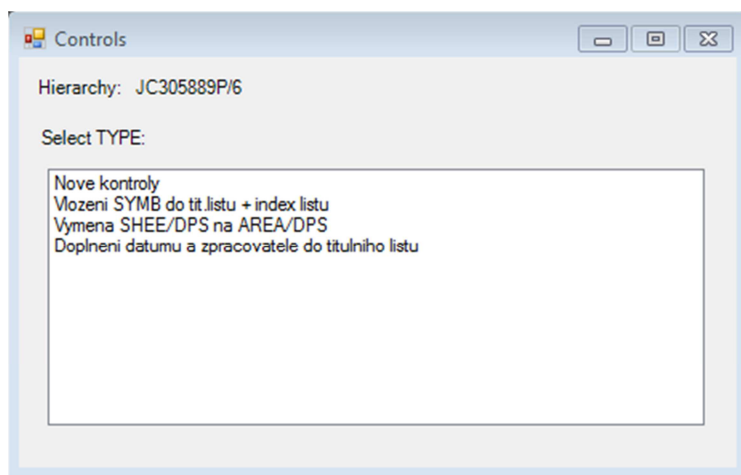 Controls
Hierarchy: JC305889P/6
Select TYPE:
Nove kontroly
Vlozeni SYMB do tit.listu + index listu
Vymena SHEE/DPS na AREA/DPS
Doplneni datumu a zpracovatele do titulniho listu